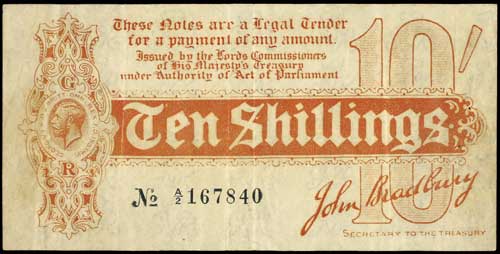 These Notes are a Legal Tender
for a payment of any amount.
Issued by the Lords Commissioners
of His Majesty's Treasury
under Authority of Act of Parliament
10/
G
R
Ten Shillings
№ A/2 167840
John Bradbury
SECRETARY TO THE TREASURY